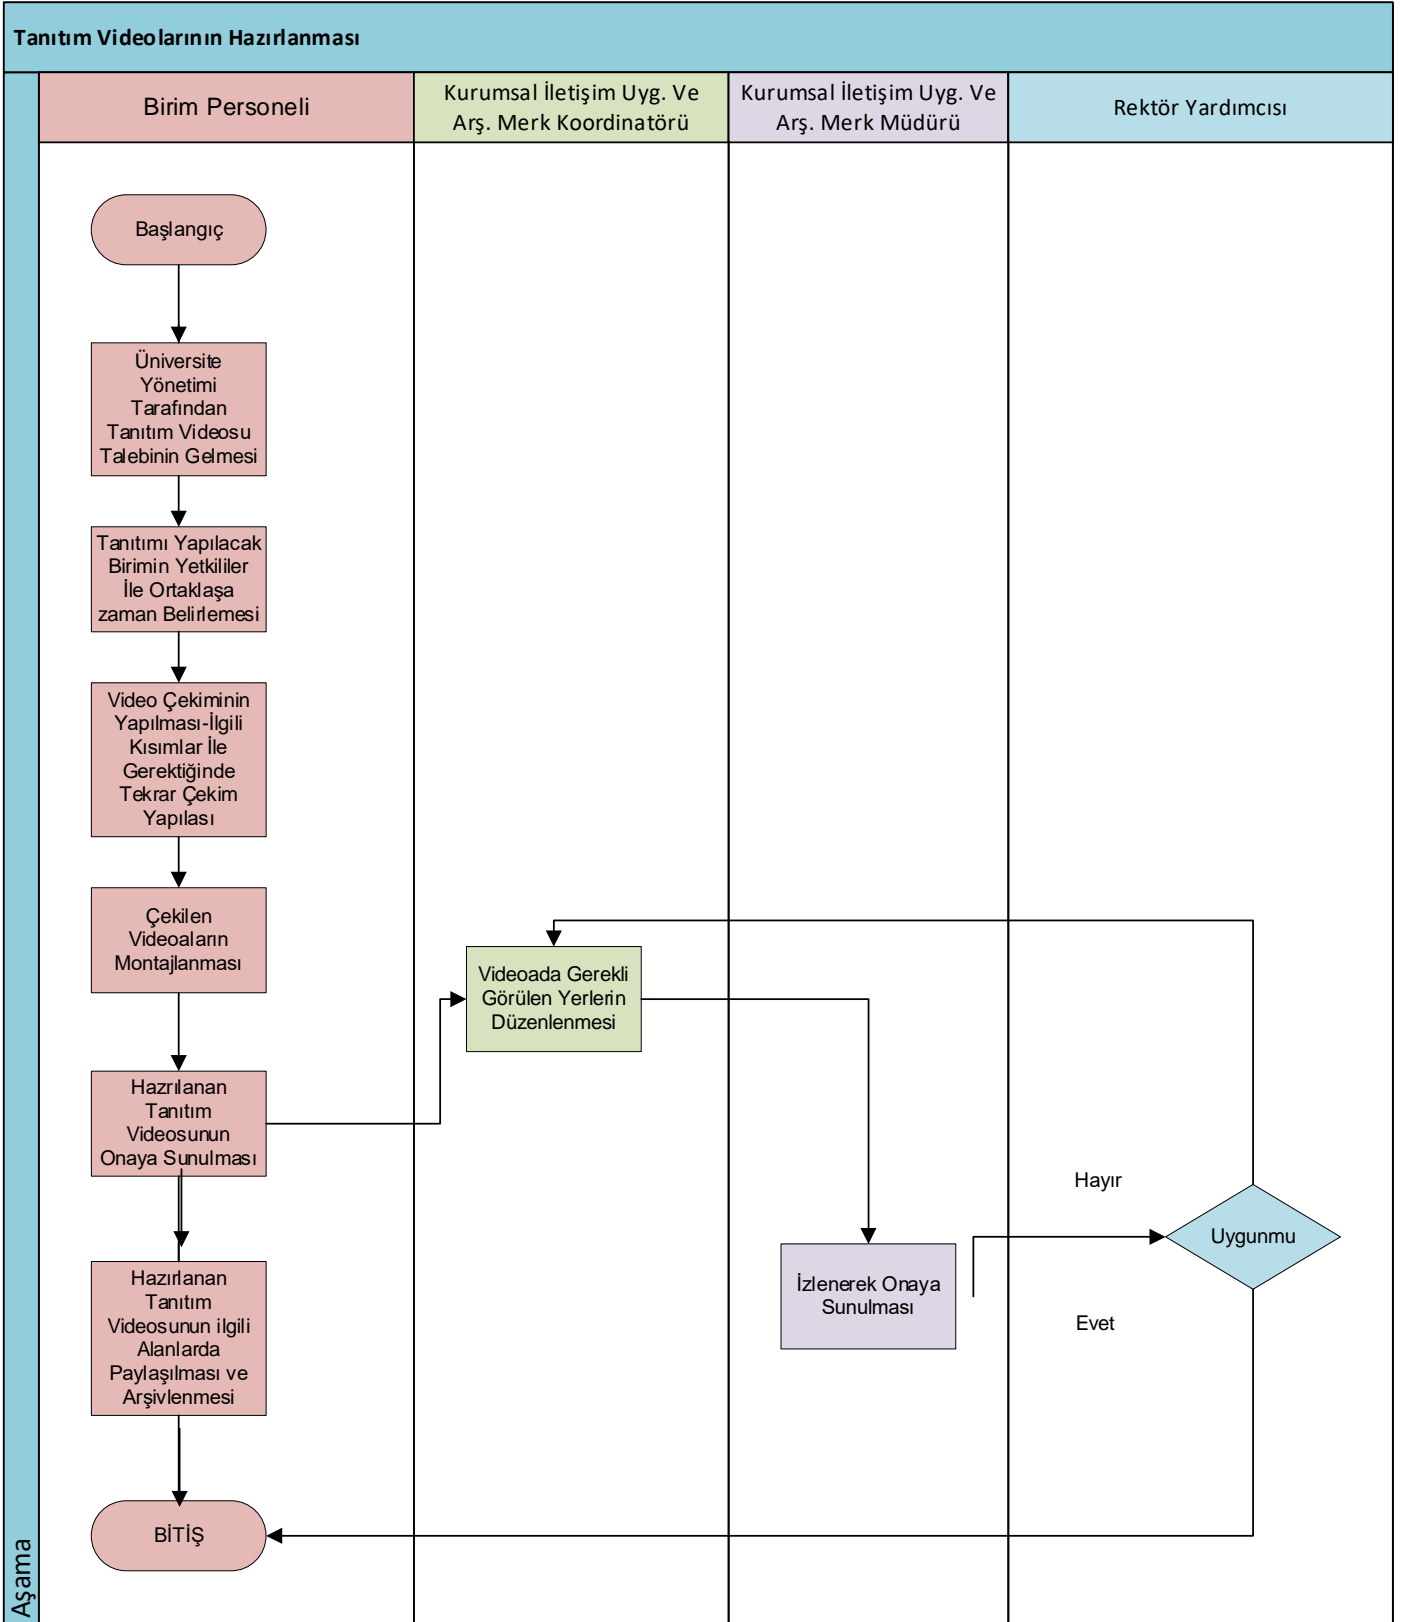 Tanıtım Videolarının Hazırlanması
Birim Personeli
Kurumsal İletişim Uyg. Ve
Arş. Merk Koordinatörü
Kurumsal İletişim Uyg. Ve
Arş. Merk Müdürü
Rektör Yardımcısı
Başlangıç
Üniversite
Yönetimi
Tarafından
Tanıtım Videosu
Talebinin Gelmesi
Tanıtımı Yapılacak
Birimin Yetkililer
İle Ortaklaşa
zaman Belirlemesi
Video Çekiminin
Yapılması-İlgili
Kısımlar İle
Gerektiğinde
Tekrar Çekim
Yapılası
Çekilen
Videoaların
Montajlanması
Videoada Gerekli
Görülen Yerlerin
Düzenlenmesi
Hazrılanan
Tanıtım
Videosunun
Onaya Sunulması
Hayır
Uygunmu
İzlenerek Onaya
Sunulması
Evet
Hazırlanan
Tanıtım
Videosunun ilgili
Alanlarda
Paylaşılması ve
Arşivlenmesi
BİTİŞ
Aşama